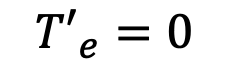 T′ₑ = 0